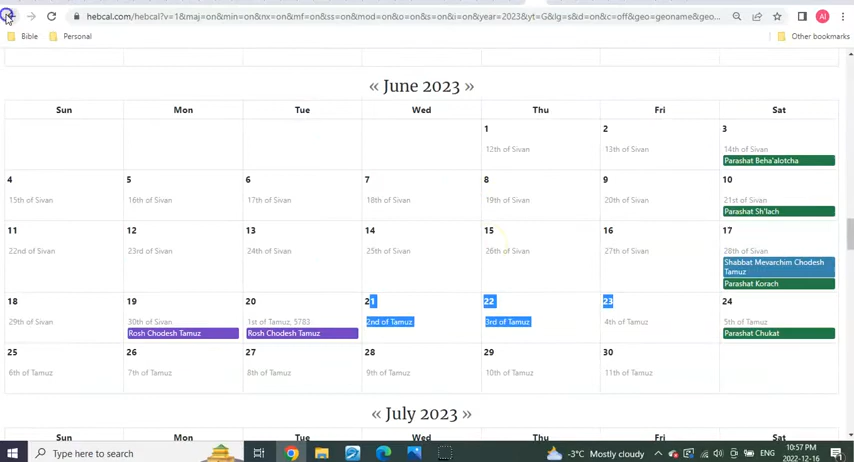 hebcal.com/hebcal?v=1&maj=on&min=on&nx=on&mf=on&ss=on&mod=on&o=on&s=on&i=on&year=2023&yt=G&lg=s&d=on&c=off&geo=geoname&geo...
AI
Bible Personal Other bookmarks
« June 2023 »
Sun Mon Tue Wed Thu Fri Sat
1 2 3
12th of Sivan 13th of Sivan 14th of Sivan
Parashat Beha'alotcha
4 5 6 7 8 9 10
15th of Sivan 16th of Sivan 17th of Sivan 18th of Sivan 19th of Sivan 20th of Sivan 21st of Sivan
Parashat Sh'lach
11 12 13 14 15 16 17
22nd of Sivan 23rd of Sivan 24th of Sivan 25th of Sivan 26th of Sivan 27th of Sivan 28th of Sivan
Shabbat Mevarchim Chodesh
Tamuz
Parashat Korach
18 19 20 21 22 23 24
29th of Sivan 30th of Sivan 1st of Tamuz, 5783 2nd of Tamuz 3rd of Tamuz 4th of Tamuz 5th of Tamuz
Rosh Chodesh Tamuz Rosh Chodesh Tamuz Parashat Chukat
25 26 27 28 29 30
6th of Tamuz 7th of Tamuz 8th of Tamuz 9th of Tamuz 10th of Tamuz 11th of Tamuz
« July 2023 »
Sun Mon Tue Wed Thu Fri Sat
Type here to search
-3°C Mostly cloudy
ENG
10:57 PM
2022-12-16
1